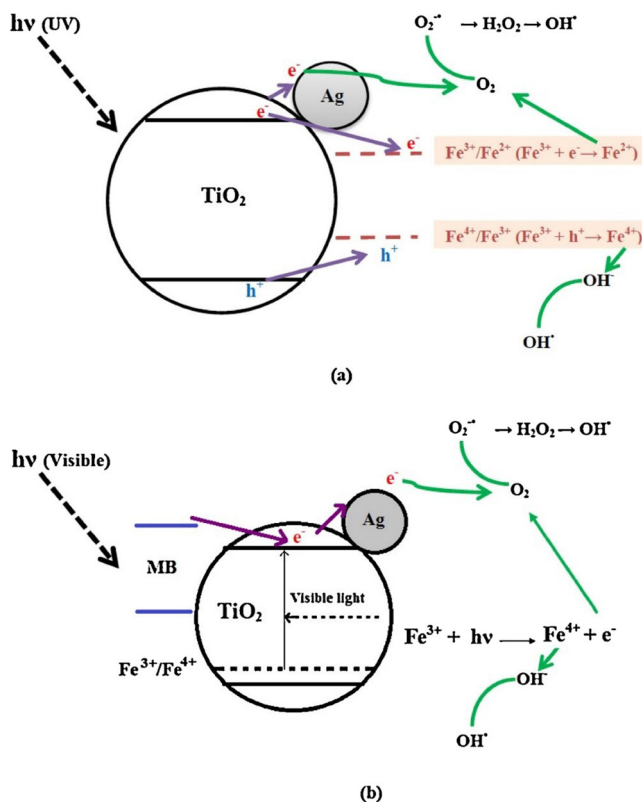 hν (UV)
O₂⁻• → H₂O₂ → OH•
e⁻
Ag
O₂
e⁻
e⁻
Fe³⁺/Fe²⁺ (Fe³⁺ + e⁻→ Fe²⁺)
TiO₂
Fe⁴⁺/Fe³⁺ (Fe³⁺ + h⁺→ Fe⁴⁺)
h⁺
h⁺
OH⁻
OH•
(a)
hν (Visible)
O₂⁻• → H₂O₂ → OH•
e⁻
O₂
Ag
e⁻
MB
Visible light
TiO₂
Fe³⁺ + hν → Fe⁴⁺ + e⁻
Fe³⁺/Fe⁴⁺
OH⁻
OH•
(b)